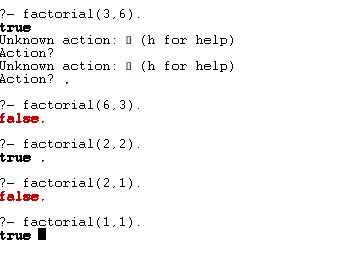 ?- factorial(3,6).
true
Unknown action: (h for help)
Action?
Unknown action: (h for help)
Action? .
?- factorial(6,3).
false.
?- factorial(2,2).
true .
?- factorial(2,1).
false.
?- factorial(1,1).
true